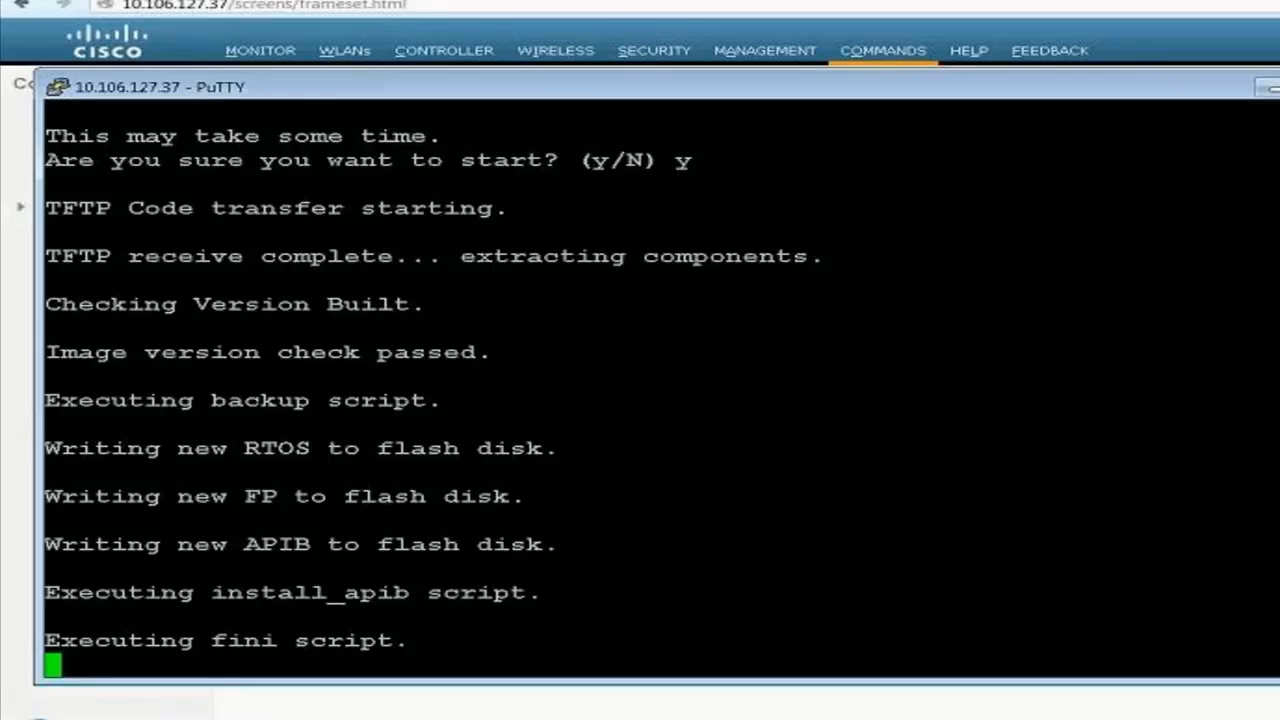 10.106.127.37/screens/frameset.html
CISCO
MONITOR WLANs CONTROLLER WIRELESS SECURITY MANAGEMENT COMMANDS HELP FEEDBACK
10.106.127.37 - PuTTY
This may take some time.
Are you sure you want to start? (y/N) y
TFTP Code transfer starting.
TFTP receive complete... extracting components.
Checking Version Built.
Image version check passed.
Executing backup script.
Writing new RTOS to flash disk.
Writing new FP to flash disk.
Writing new APIB to flash disk.
Executing install_apib script.
Executing fini script.